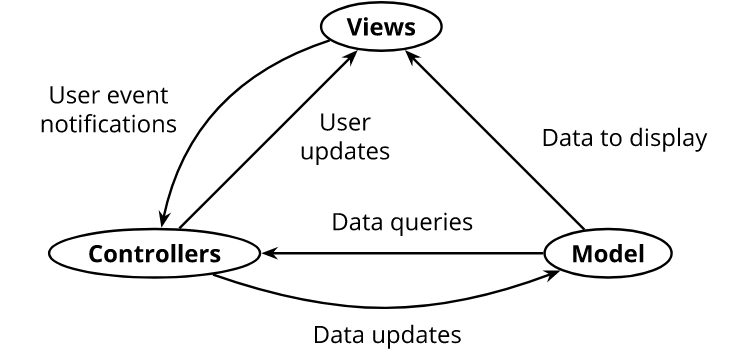 Views
User event
notifications
User
updates
Data to display
Data queries
Controllers
Model
Data updates